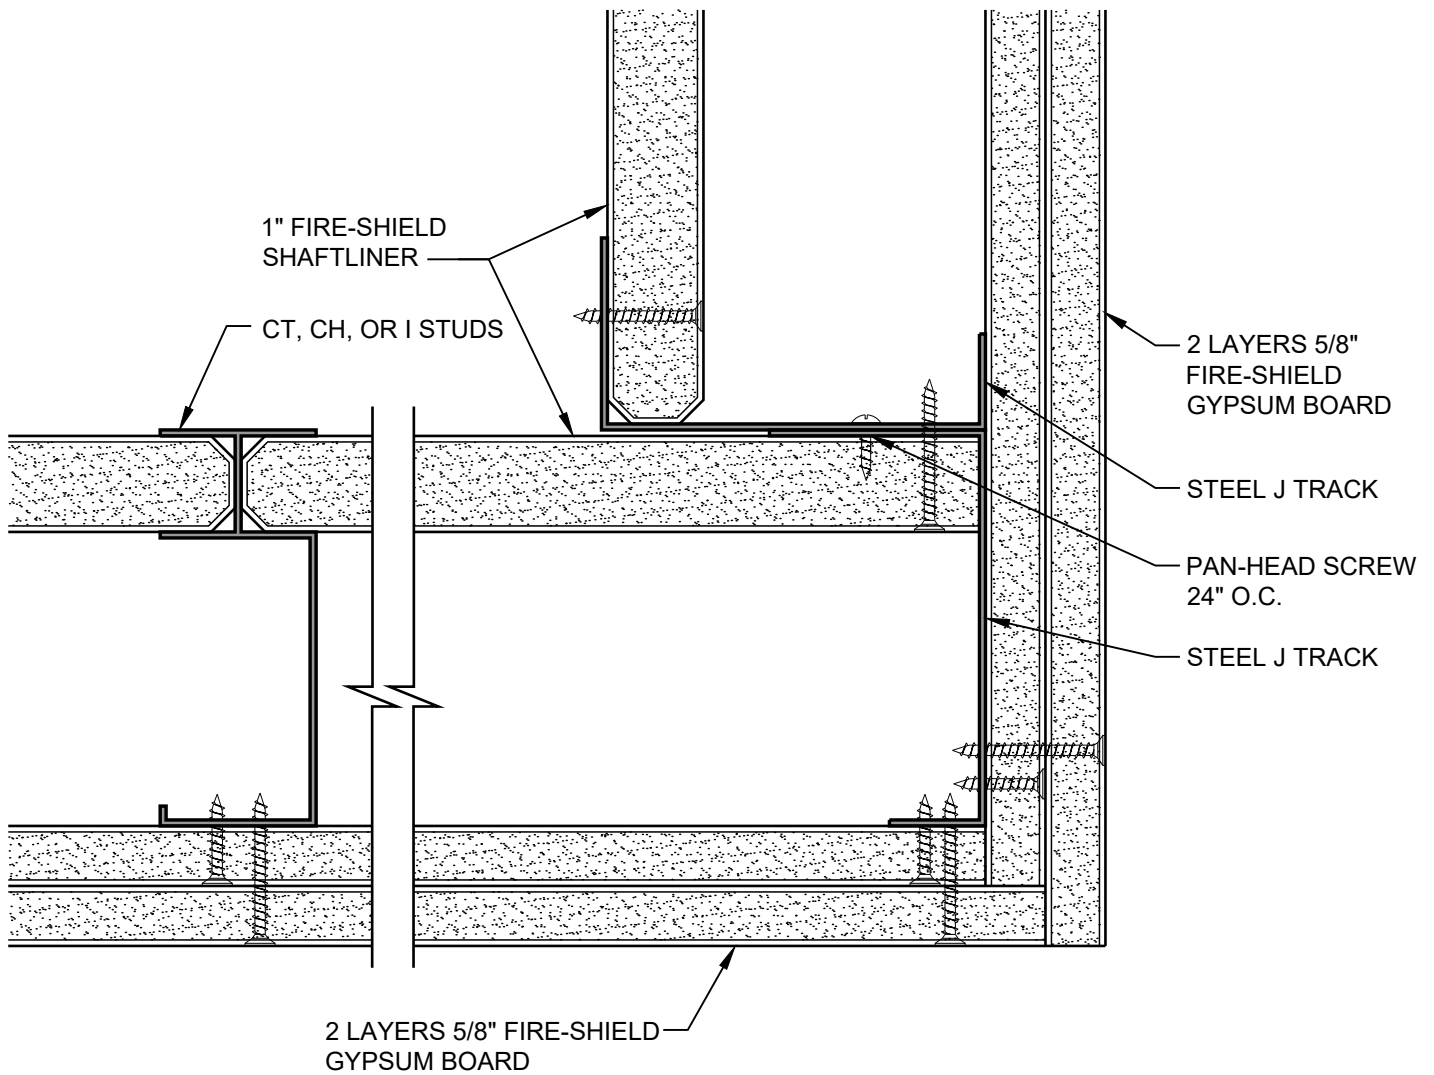 1" FIRE-SHIELD
SHAFTLINER
CT, CH, OR I STUDS
2 LAYERS 5/8"
FIRE-SHIELD
GYPSUM BOARD
STEEL J TRACK
PAN-HEAD SCREW
24" O.C.
STEEL J TRACK
2 LAYERS 5/8" FIRE-SHIELD
GYPSUM BOARD